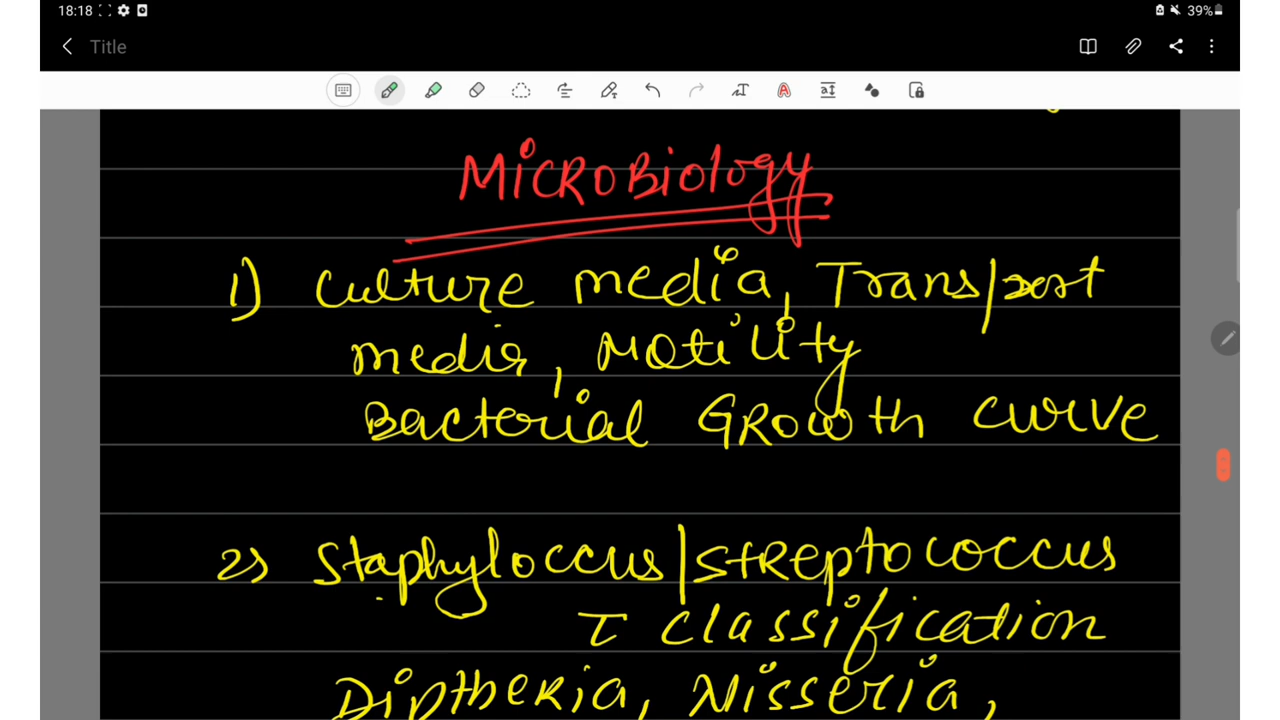 18:18
39%
Title
MiCROBiology
1) Culture media, Transport
media, Motility
Bacterial GRowth curve
2) Staphyloccus/StReptococcus
T classification
DiptheRia, Nisseria,